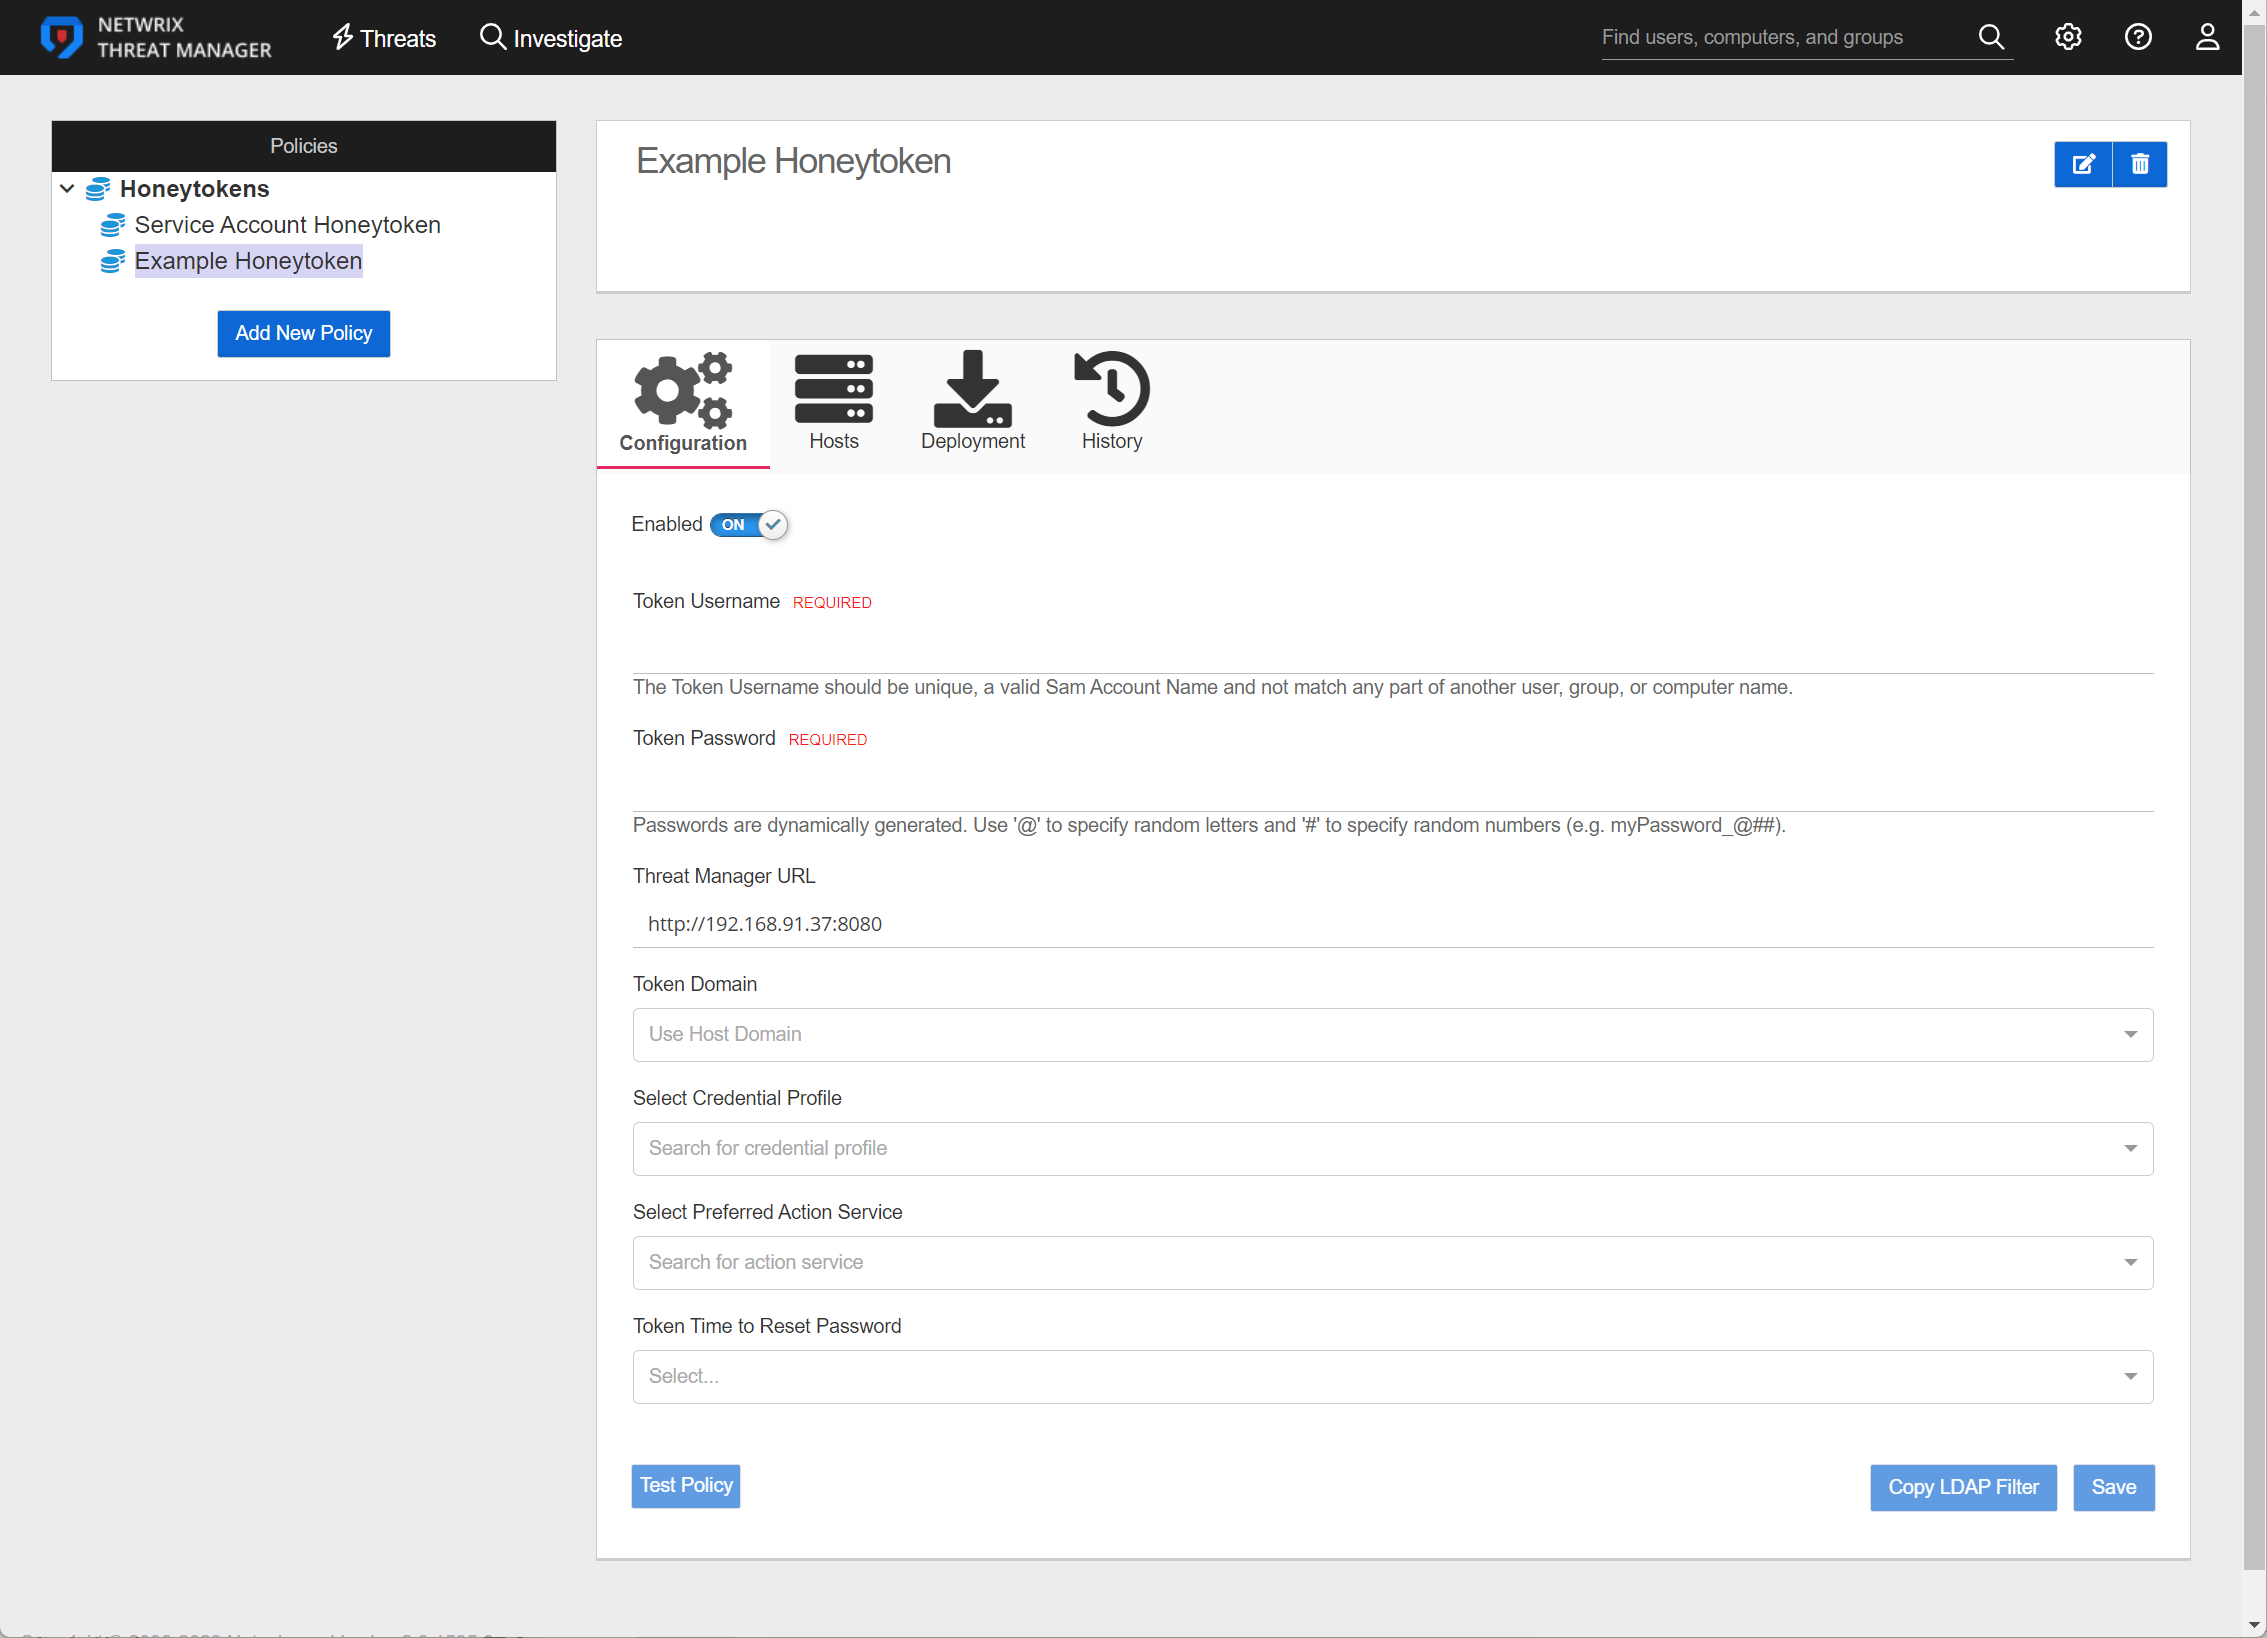 NETWRIX
THREAT MANAGER
Threats
Investigate
Find users, computers, and groups
Policies
Honeytokens
Service Account Honeytoken
Example Honeytoken
Add New Policy
Example Honeytoken
Configuration
Hosts
Deployment
History
Enabled ON
Token Username REQUIRED
The Token Username should be unique, a valid Sam Account Name and not match any part of another user, group, or computer name.
Token Password REQUIRED
Passwords are dynamically generated. Use '@' to specify random letters and '#' to specify random numbers (e.g. myPassword_@##).
Threat Manager URL
http://192.168.91.37:8080
Token Domain
Use Host Domain
Select Credential Profile
Search for credential profile
Select Preferred Action Service
Search for action service
Token Time to Reset Password
Select...
Test Policy
Copy LDAP Filter
Save